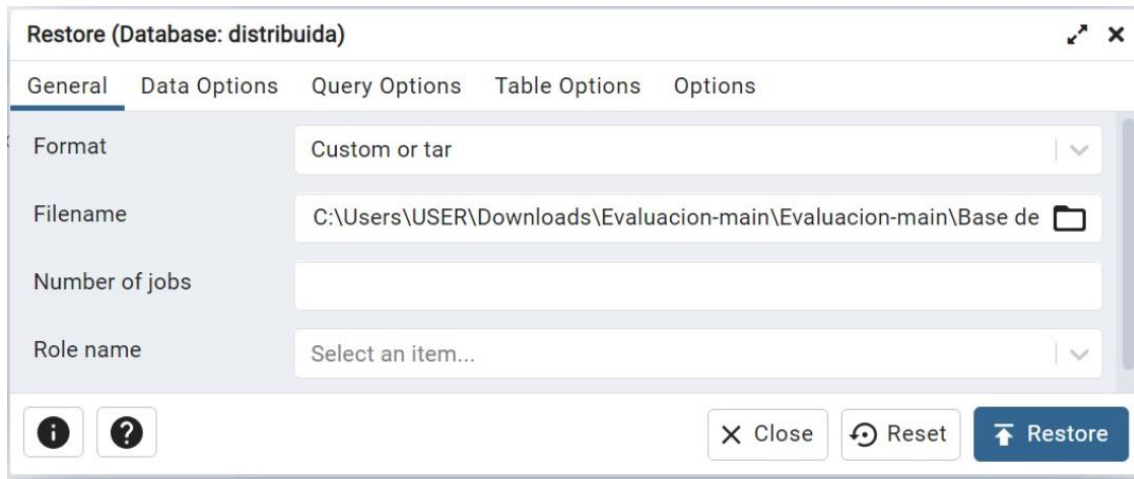 Restore (Database: distribuida)
General Data Options Query Options Table Options Options
Format Custom or tar
Filename C:\Users\USER\Downloads\Evaluacion-main\Evaluacion-main\Base de
Number of jobs
Role name Select an item...
Close Reset Restore